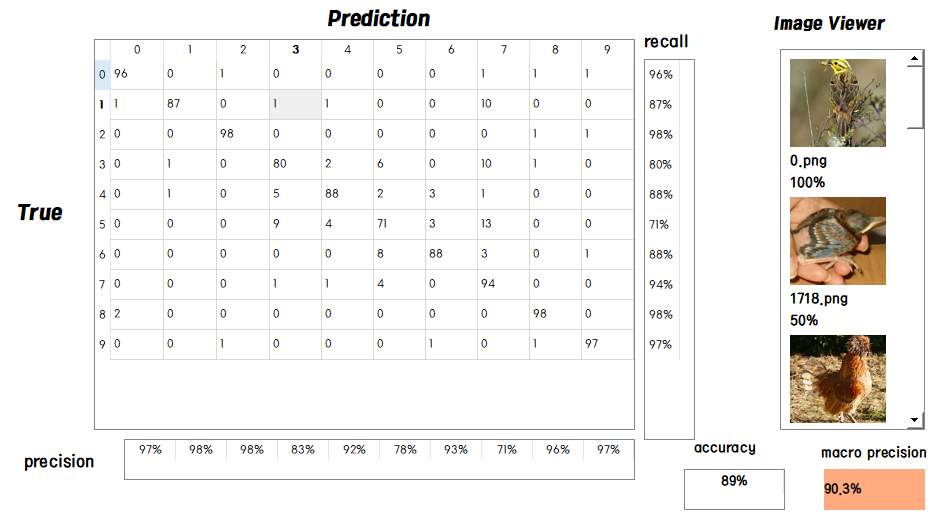 Prediction
Image Viewer
recall
0 1 2 3 4 5 6 7 8 9
0 96 0 1 0 0 0 0 1 1 1 96%
1 1 87 0 1 1 0 0 10 0 0 87%
2 0 0 98 0 0 0 0 0 1 1 98%
3 0 1 0 80 2 6 0 10 1 0 80%
4 0 1 0 5 88 2 3 1 0 0 88%
5 0 0 0 9 4 71 3 13 0 0 71%
6 0 0 0 0 0 8 88 3 0 1 88%
7 0 0 0 1 1 4 0 94 0 0 94%
8 2 0 0 0 0 0 0 0 98 0 98%
9 0 0 1 0 0 0 1 0 1 97 97%
True
0.png
100%
1718.png
50%
precision
97% 98% 98% 83% 92% 78% 93% 71% 96% 97%
accuracy
89%
macro precision
90.3%